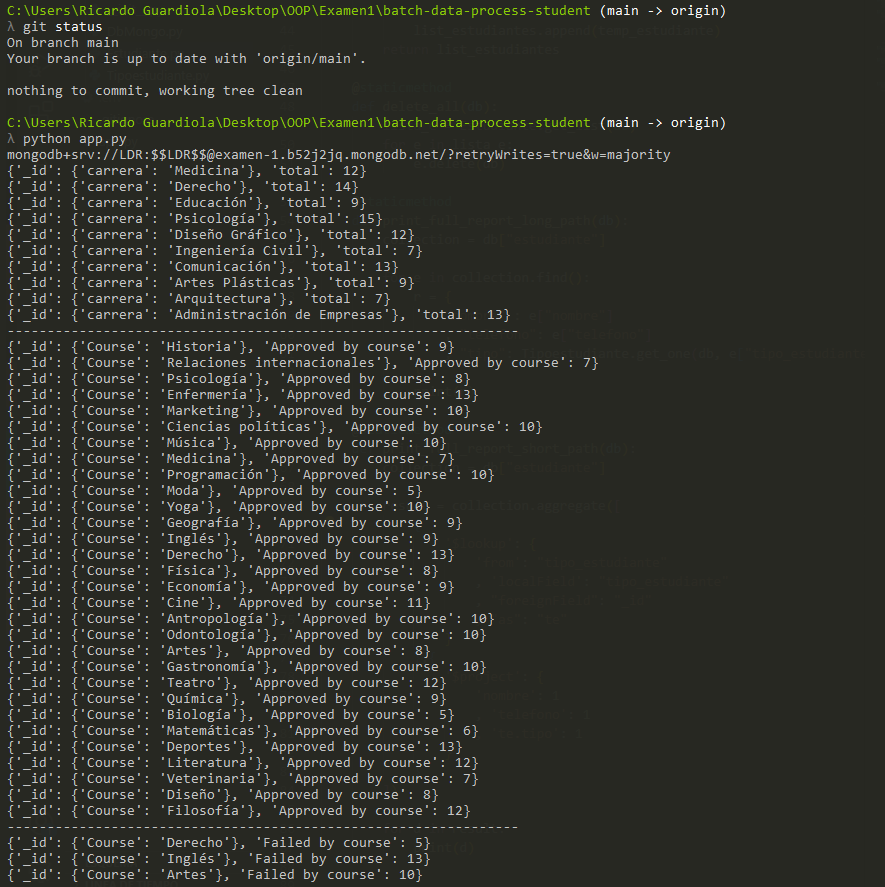 C:\Users\Ricardo Guardiola\Desktop\OOP\Examen1\batch-data-process-student (main -> origin)
λ git status
On branch main
Your branch is up to date with 'origin/main'.
nothing to commit, working tree clean
C:\Users\Ricardo Guardiola\Desktop\OOP\Examen1\batch-data-process-student (main -> origin)
λ python app.py
mongodb+srv://LDR:$$LDR$$@examen-1.b52j2jq.mongodb.net/?retryWrites=true&w=majority
{'_id': {'carrera': 'Medicina'}, 'total': 12}
{'_id': {'carrera': 'Derecho'}, 'total': 14}
{'_id': {'carrera': 'Educación'}, 'total': 9}
{'_id': {'carrera': 'Psicología'}, 'total': 15}
{'_id': {'carrera': 'Diseño Gráfico'}, 'total': 12}
{'_id': {'carrera': 'Ingeniería Civil'}, 'total': 7}
{'_id': {'carrera': 'Comunicación'}, 'total': 13}
{'_id': {'carrera': 'Artes Plásticas'}, 'total': 9}
{'_id': {'carrera': 'Arquitectura'}, 'total': 7}
{'_id': {'carrera': 'Administración de Empresas'}, 'total': 13}
----------------------------------------------------------------
{'_id': {'Course': 'Historia'}, 'Approved by course': 9}
{'_id': {'Course': 'Relaciones internacionales'}, 'Approved by course': 7}
{'_id': {'Course': 'Psicología'}, 'Approved by course': 8}
{'_id': {'Course': 'Enfermería'}, 'Approved by course': 13}
{'_id': {'Course': 'Marketing'}, 'Approved by course': 10}
{'_id': {'Course': 'Ciencias políticas'}, 'Approved by course': 10}
{'_id': {'Course': 'Música'}, 'Approved by course': 10}
{'_id': {'Course': 'Medicina'}, 'Approved by course': 7}
{'_id': {'Course': 'Programación'}, 'Approved by course': 10}
{'_id': {'Course': 'Moda'}, 'Approved by course': 5}
{'_id': {'Course': 'Yoga'}, 'Approved by course': 10}
{'_id': {'Course': 'Geografía'}, 'Approved by course': 9}
{'_id': {'Course': 'Inglés'}, 'Approved by course': 9}
{'_id': {'Course': 'Derecho'}, 'Approved by course': 13}
{'_id': {'Course': 'Física'}, 'Approved by course': 8}
{'_id': {'Course': 'Economía'}, 'Approved by course': 9}
{'_id': {'Course': 'Cine'}, 'Approved by course': 11}
{'_id': {'Course': 'Antropología'}, 'Approved by course': 10}
{'_id': {'Course': 'Odontología'}, 'Approved by course': 10}
{'_id': {'Course': 'Artes'}, 'Approved by course': 8}
{'_id': {'Course': 'Gastronomía'}, 'Approved by course': 10}
{'_id': {'Course': 'Teatro'}, 'Approved by course': 12}
{'_id': {'Course': 'Química'}, 'Approved by course': 9}
{'_id': {'Course': 'Biología'}, 'Approved by course': 5}
{'_id': {'Course': 'Matemáticas'}, 'Approved by course': 6}
{'_id': {'Course': 'Deportes'}, 'Approved by course': 13}
{'_id': {'Course': 'Literatura'}, 'Approved by course': 12}
{'_id': {'Course': 'Veterinaria'}, 'Approved by course': 7}
{'_id': {'Course': 'Diseño'}, 'Approved by course': 8}
{'_id': {'Course': 'Filosofía'}, 'Approved by course': 12}
----------------------------------------------------------------
{'_id': {'Course': 'Derecho'}, 'Failed by course': 5}
{'_id': {'Course': 'Inglés'}, 'Failed by course': 13}
{'_id': {'Course': 'Artes'}, 'Failed by course': 10}